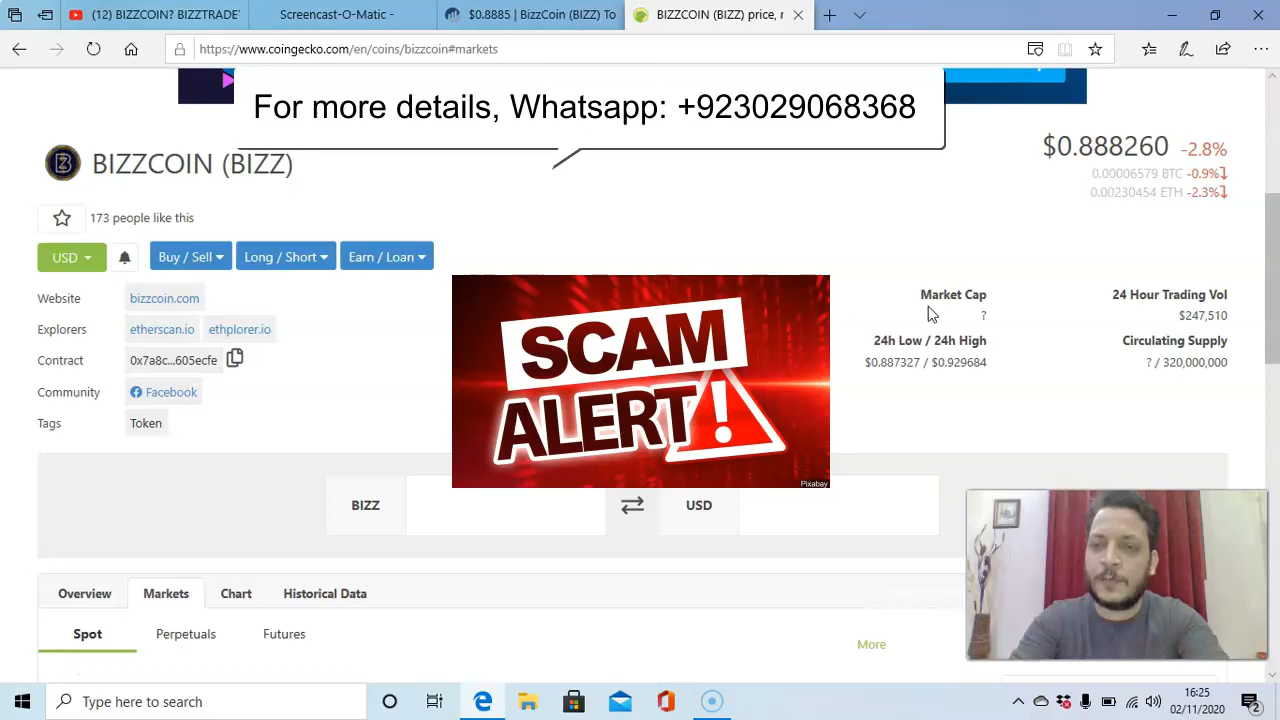 (12) BIZZCOIN? BIZZTRADE
Screencast-O-Matic
$0.8885 | BizzCoin (BIZZ) To
BIZZCOIN (BIZZ) price, r
https://www.coingecko.com/en/coins/bizzcoin#markets
For more details, Whatsapp: +923029068368
BIZZCOIN (BIZZ)
$0.888260 -2.8%
0.00006579 BTC -0.9%
0.00230454 ETH -2.3%
173 people like this
USD
Buy / Sell
Long / Short
Earn / Loan
Website bizzcoin.com
Explorers etherscan.io ethplorer.io
Contract 0x7a8c...605ecfe
Community Facebook
Tags Token
Market Cap
?
24 Hour Trading Vol
$247,510
24h Low / 24h High
$0.887327 / $0.929684
Circulating Supply
? / 320,000,000
SCAM
ALERT!
Pixabay
BIZZ
USD
Overview Markets Chart Historical Data
Spot Perpetuals Futures
More
Type here to search
16:25
02/11/2020
2